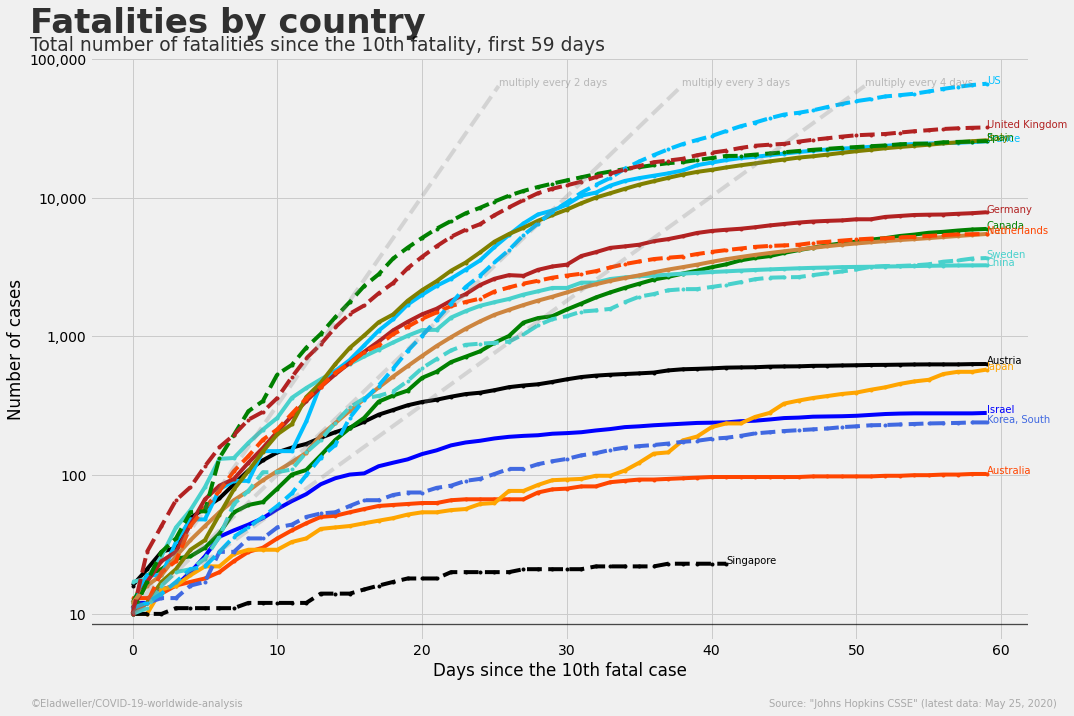 Fatalities by country
Total number of fatalities since the 10th fatality, first 59 days
100,000
10,000
1,000
100
10
Number of cases
multiply every 2 days
multiply every 3 days
multiply every 4 days
US
United Kingdom
Spain
Germany
Canada
Netherlands
Sweden
China
Austria
Japan
Israel
Korea, South
Australia
Singapore
0
10
20
30
40
50
60
Days since the 10th fatal case
©Eladweller/COVID-19-worldwide-analysis
Source: "Johns Hopkins CSSE" (latest data: May 25, 2020)